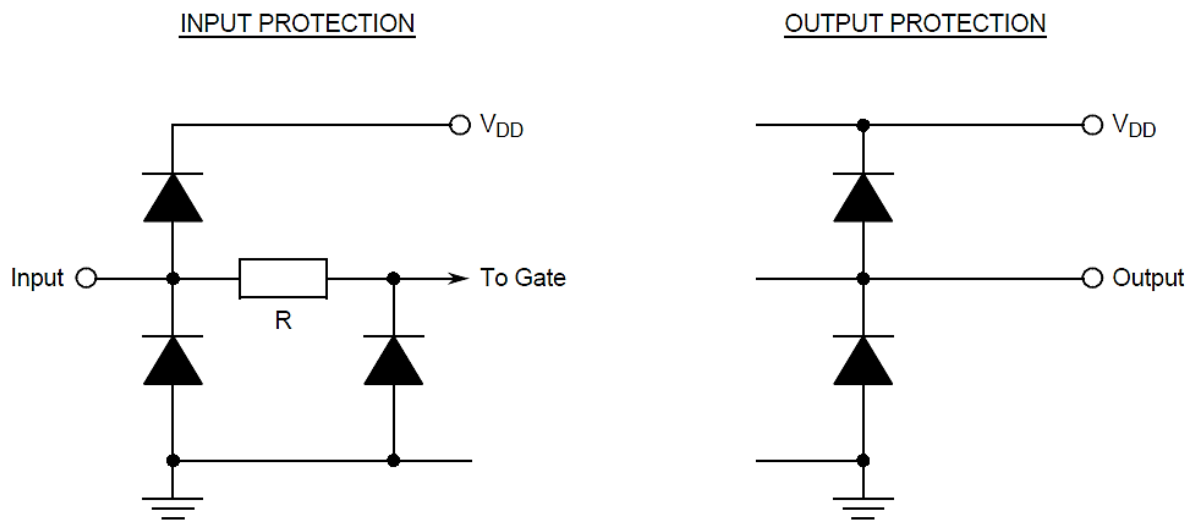 INPUT PROTECTION
OUTPUT PROTECTION
VDD
VDD
Input
To Gate
Output
R